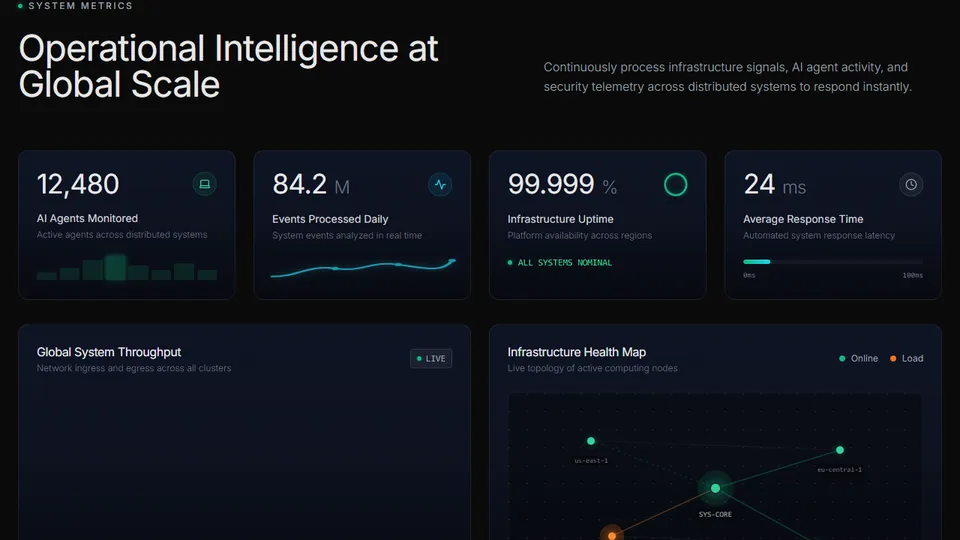 SYSTEM METRICS
Operational Intelligence at
Global Scale
Continuously process infrastructure signals, AI agent activity, and
security telemetry across distributed systems to respond instantly.
12,480
AI Agents Monitored
Active agents across distributed systems
84.2 M
Events Processed Daily
System events analyzed in real time
99.999 %
Infrastructure Uptime
Platform availability across regions
ALL SYSTEMS NOMINAL
24 ms
Average Response Time
Automated system response latency
0ms 100ms
Global System Throughput
Network ingress and egress across all clusters
LIVE
Infrastructure Health Map
Live topology of active computing nodes
Online Load
us-east-1
eu-central-1
SYS-CORE